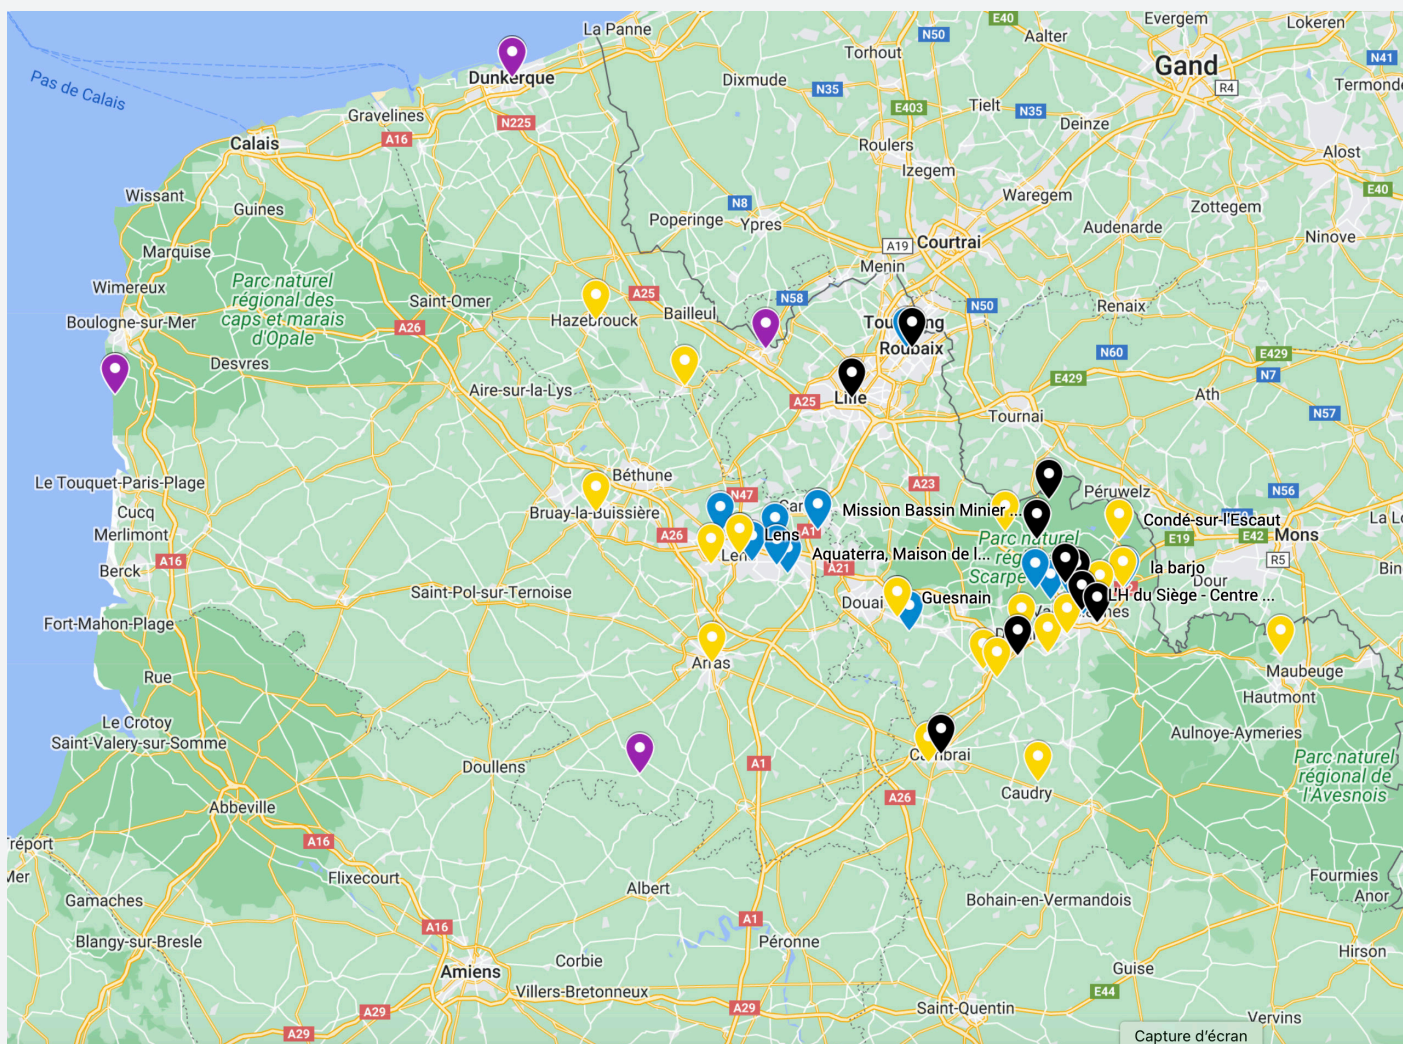 La Panne
E40
Evergem
Lokeren
N50
Aalter
Torhout
N41
Pas de Calais
Dunkerque
Dixmude
N35
Gand
R4
Termonde
E403
Tielt
N35
Gravelines
A16
N225
Deinze
Calais
Roulers
Alost
Izegem
Wissant
Guines
N8
Waregem
E40
Poperinge
Ypres
Zottegem
Audenarde
Marquise
A19
Courtrai
Ninove
Menin
Parc naturel
régional des
caps et marais
d'Opale
Wimereux
Saint-Omer
A25
N58
N50
Renaix
Boulogne-sur-Mer
A26
Hazebrouck
Bailleul
Roubaix
N60
E429
Desvres
N7
Aire-sur-la-Lys
A25
Lille
E429
Ath
Tournai
N57
Le Touquet-Paris-Plage
Béthune
N47
A23
Péruwelz
N56
Cucq
Bruay-la-Buissière
Mission Bassin Minier ...
Condé-sur-l'Escaut
Merlimont
A26
Lens
A1
Parc naturel
E19
E42
Mons
A16
Aquaterra, Maison de l...
R5
Berck
A21
la barjo
Dour
Saint-Pol-sur-Ternoise
Douai
Guesnain
L'H du Siège - Centre ...
Fort-Mahon-Plage
Arras
Maubeuge
Rue
Hautmont
Le Crotoy
Saint-Valery-sur-Somme
Aulnoye-Aymeries
Doullens
A1
Cambrai
Parc naturel
régional de
l'Avesnois
Abbeville
A26
Caudry
A16
Flixecourt
Albert
Fourmies
Gamaches
Bohain-en-Vermandois
Anor
A16
A1
Blangy-sur-Bresle
Péronne
Hirson
Amiens
Corbie
Guise
Villers-Bretonneux
E44
A29
A29
Saint-Quentin
Vervins
A29
Capture d'écran